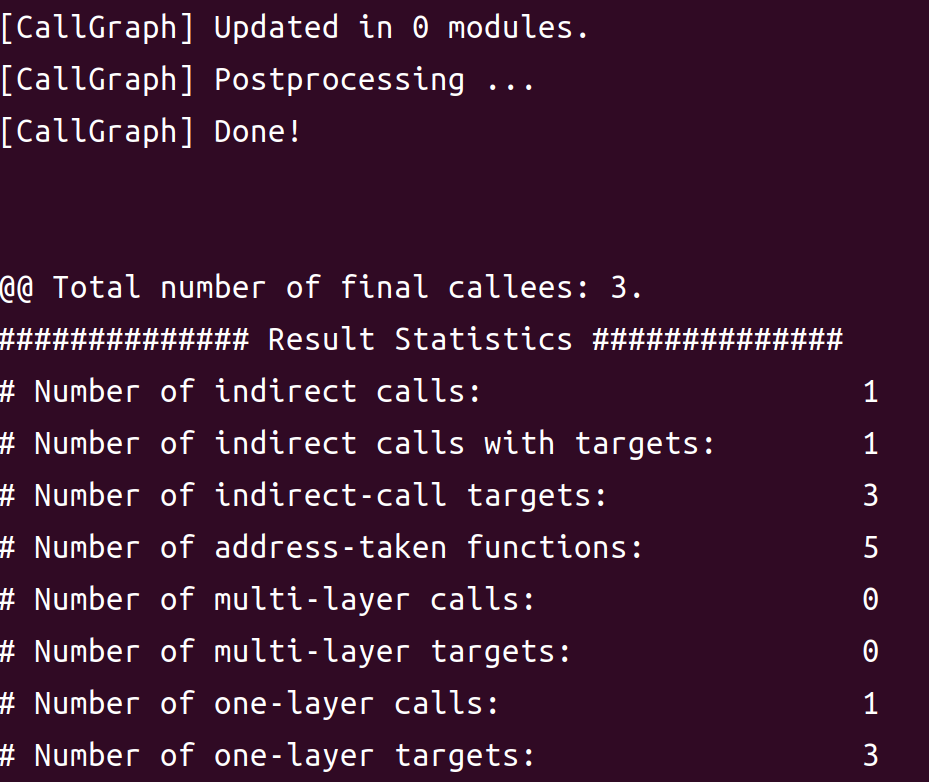 [CallGraph] Updated in 0 modules.
[CallGraph] Postprocessing ...
[CallGraph] Done!
@@ Total number of final callees: 3.
############## Result Statistics ##############
# Number of indirect calls: 1
# Number of indirect calls with targets: 1
# Number of indirect-call targets: 3
# Number of address-taken functions: 5
# Number of multi-layer calls: 0
# Number of multi-layer targets: 0
# Number of one-layer calls: 1
# Number of one-layer targets: 3